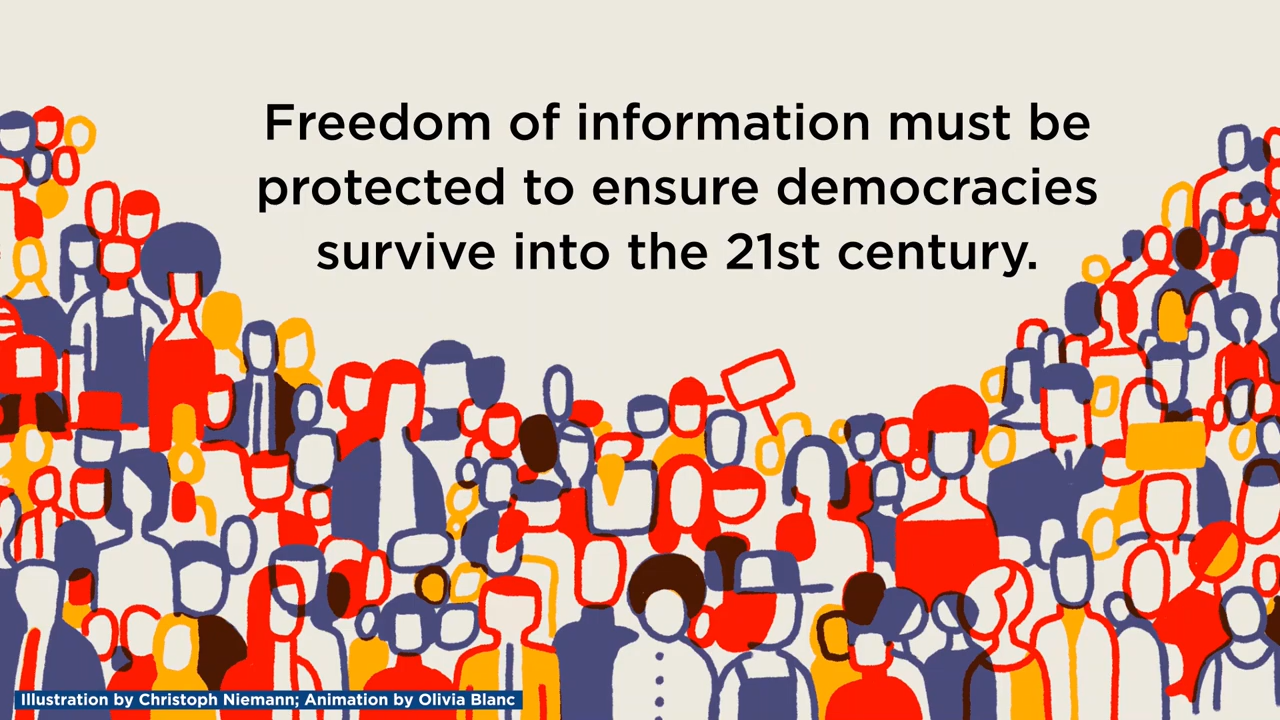 Freedom of information must be
protected to ensure democracies
survive into the 21st century.
Illustration by Christoph Niemann; Animation by Olivia Blanc